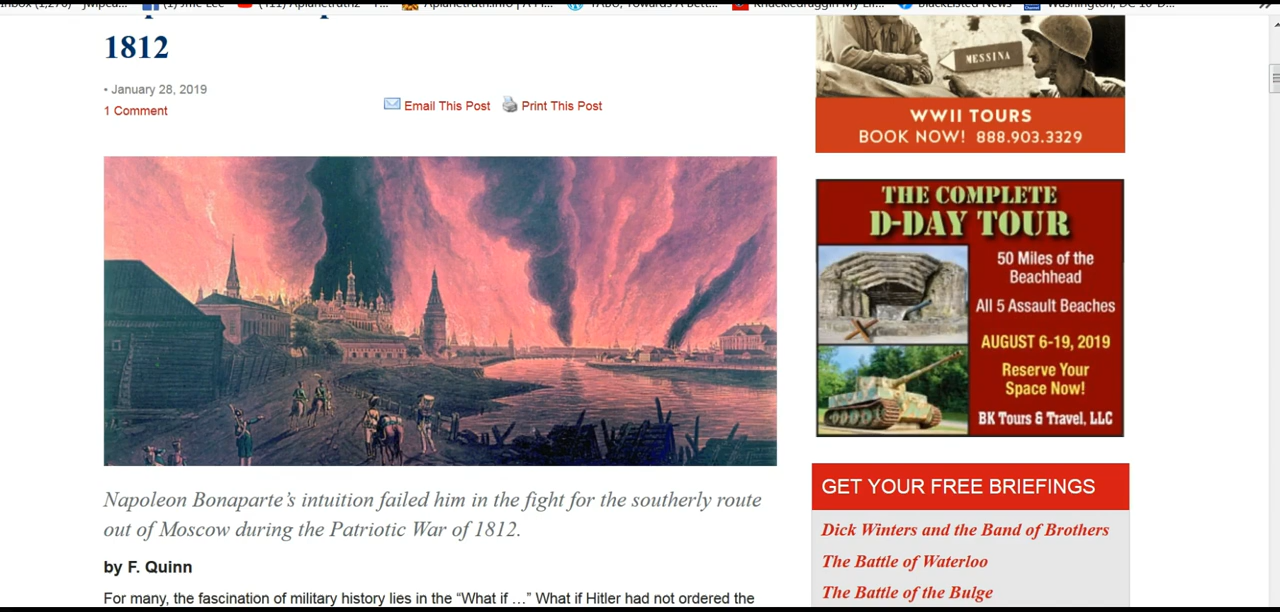 1812
• January 28, 2019
1 Comment
Email This Post Print This Post
Napoleon Bonaparte's intuition failed him in the fight for the southerly route
out of Moscow during the Patriotic War of 1812.
by F. Quinn
For many, the fascination of military history lies in the “What if …” What if Hitler had not ordered the
MESSINA
WWII TOURS
BOOK NOW! 888.903.3329
THE COMPLETE
D-DAY TOUR
50 Miles of the
Beachhead
All 5 Assault Beaches
AUGUST 6-19, 2019
Reserve Your
Space Now!
BK Tours & Travel, LLC
GET YOUR FREE BRIEFINGS
Dick Winters and the Band of Brothers
The Battle of Waterloo
The Battle of the Bulge